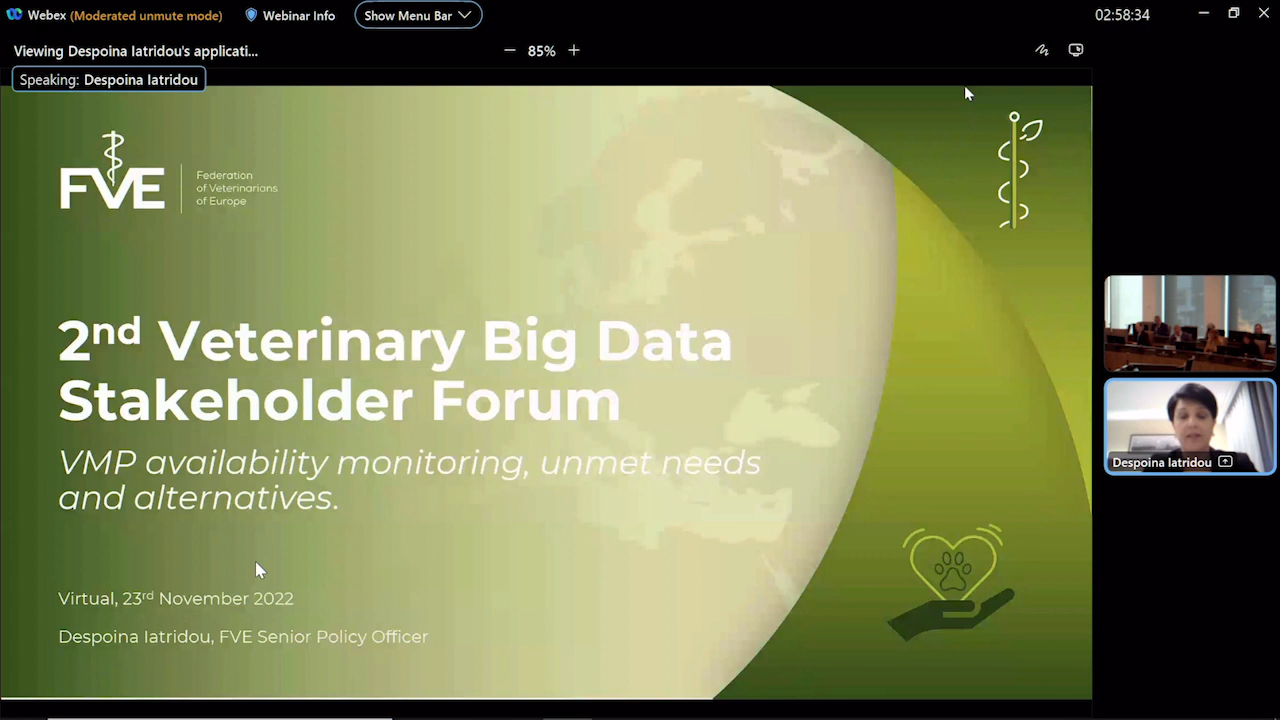 Webex (Moderated unmute mode)
Webinar Info
Show Menu Bar
02:58:34
Viewing Despoina Iatridou's applicati...
85%
Speaking: Despoina Iatridou
FVE
Federation
of Veterinarians
of Europe
2nd Veterinary Big Data
Stakeholder Forum
VMP availability monitoring, unmet needs
and alternatives.
Virtual, 23rd November 2022
Despoina Iatridou, FVE Senior Policy Officer
Despoina Iatridou